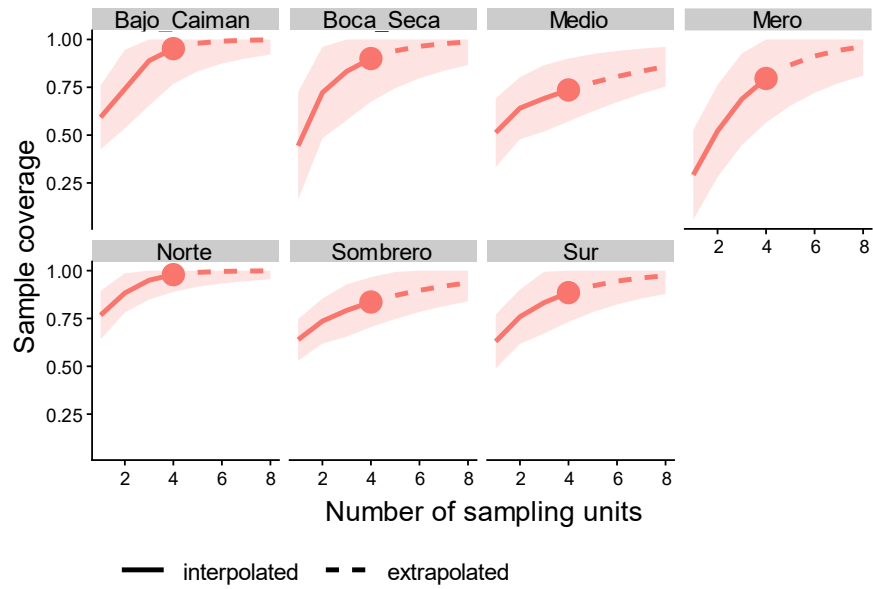 Bajo_Caiman Boca_Seca Medio Mero
1.00
0.75
0.50
0.25
2 4 6 8
Norte Sombrero Sur
1.00
0.75
0.50
0.25
2 4 6 8 2 4 6 8 2 4 6 8
Sample coverage
Number of sampling units
interpolated extrapolated